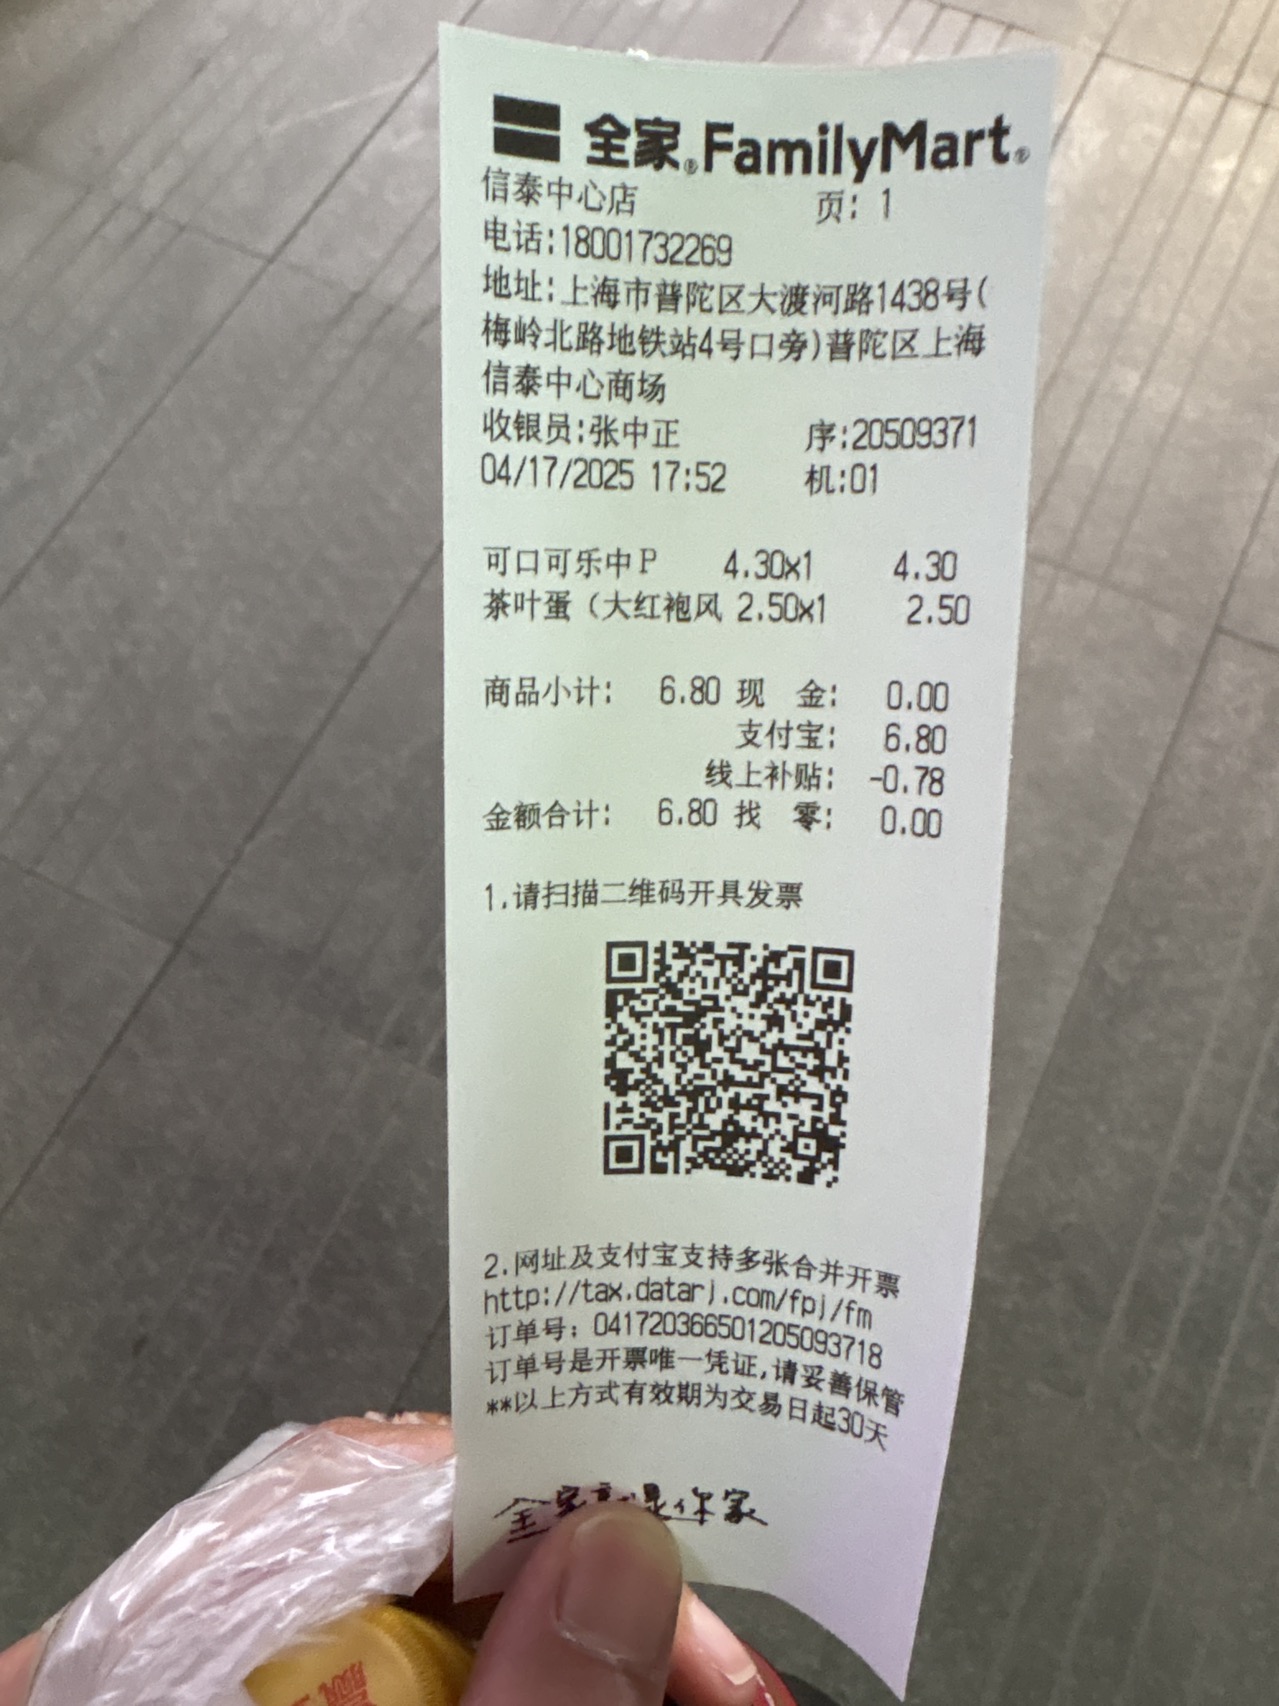 全家®FamilyMart®
信泰中心店 页: 1
电话:18001732269
地址:上海市普陀区大渡河路1438号(
梅岭北路地铁站4号口旁)普陀区上海
信泰中心商场
收银员:张中正 序:20509371
04/17/2025 17:52 机:01
可口可乐中P 4.30x1 4.30
茶叶蛋（大红袍风 2.50x1 2.50
商品小计: 6.80 现 金: 0.00
支付宝: 6.80
线上补贴: -0.78
金额合计: 6.80 找 零: 0.00
1.请扫描二维码开具发票
2.网址及支付宝支持多张合并开票
http://tax.datarj.com/fpj/fm
订单号: 041720366501205093718
订单号是开票唯一凭证,请妥善保管
**以上方式有效期为交易日起30天
全家就是你家